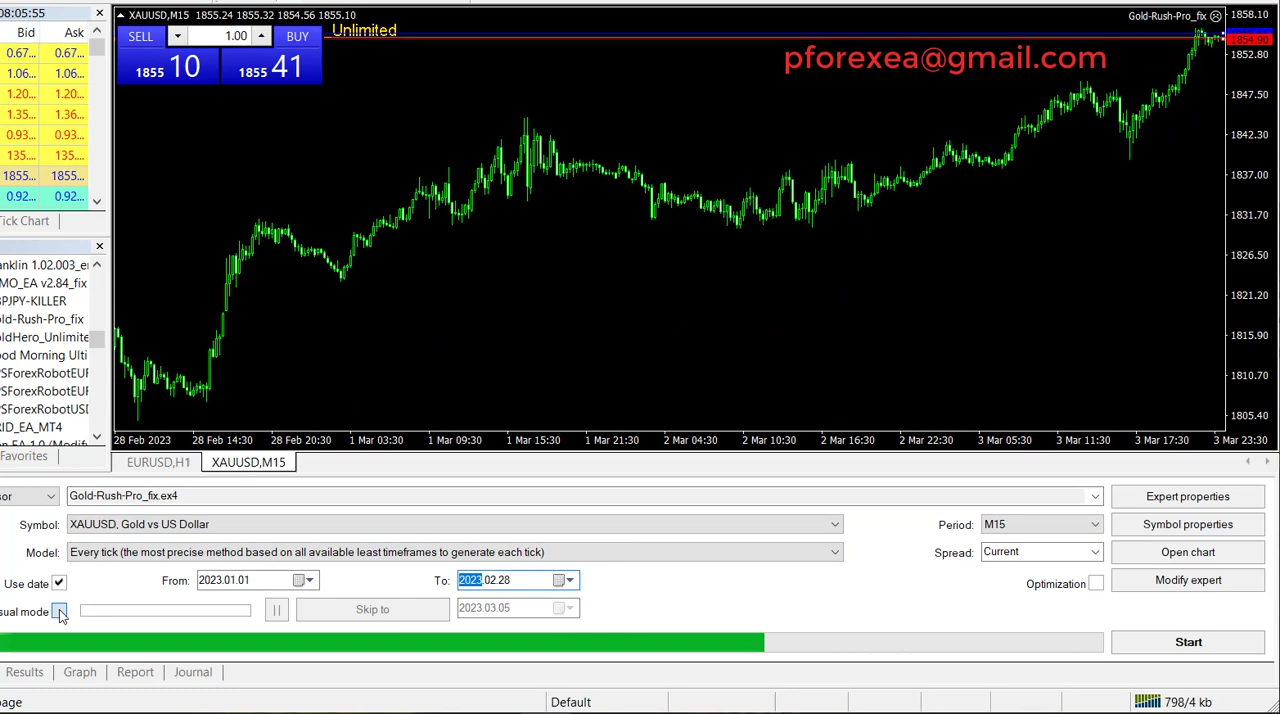 08:05:55
XAUUSD,M15 1855.24 1855.32 1854.56 1855.10
Gold-Rush-Pro_fix
1858.10
Bid Ask
SELL 1.00 BUY
Unlimited
1854.90
0.67... 0.67...
1855 10
1855 41
pforexea@gmail.com
1852.80
1.06... 1.06...
1.20... 1.20...
1847.50
1.35... 1.36...
0.93... 0.93...
1842.30
135.... 135....
1855... 1855...
1837.00
0.92... 0.92...
Tick Chart
1831.70
1826.50
1821.20
1815.90
1810.70
1805.40
anklin 1.02.003_e
MO_EA v2.84_fix
BPJPY-KILLER
old-Rush-Pro_fix
oldHero_Unlimite
ood Morning Ulti
PSForexRobotEUF
PSForexRobotEUF
PSForexRobotUSD
RID_EA_MT4
Favorites
28 Feb 2023 28 Feb 14:30 28 Feb 20:30 1 Mar 03:30 1 Mar 09:30 1 Mar 15:30 1 Mar 21:30 2 Mar 04:30 2 Mar 10:30 2 Mar 16:30 2 Mar 22:30 3 Mar 05:30 3 Mar 11:30 3 Mar 17:30 3 Mar 23:30
EURUSD,H1 XAUUSD,M15
sor Gold-Rush-Pro_fix.ex4 Expert properties
Symbol: XAUUSD, Gold vs US Dollar Period: M15 Symbol properties
Model: Every tick (the most precise method based on all available least timeframes to generate each tick) Spread: Current Open chart
Use date From: 2023.01.01 To: 2023.02.28 Optimization Modify expert
sual mode Skip to 2023.03.05
Start
Results Graph Report Journal
page Default 798/4 kb